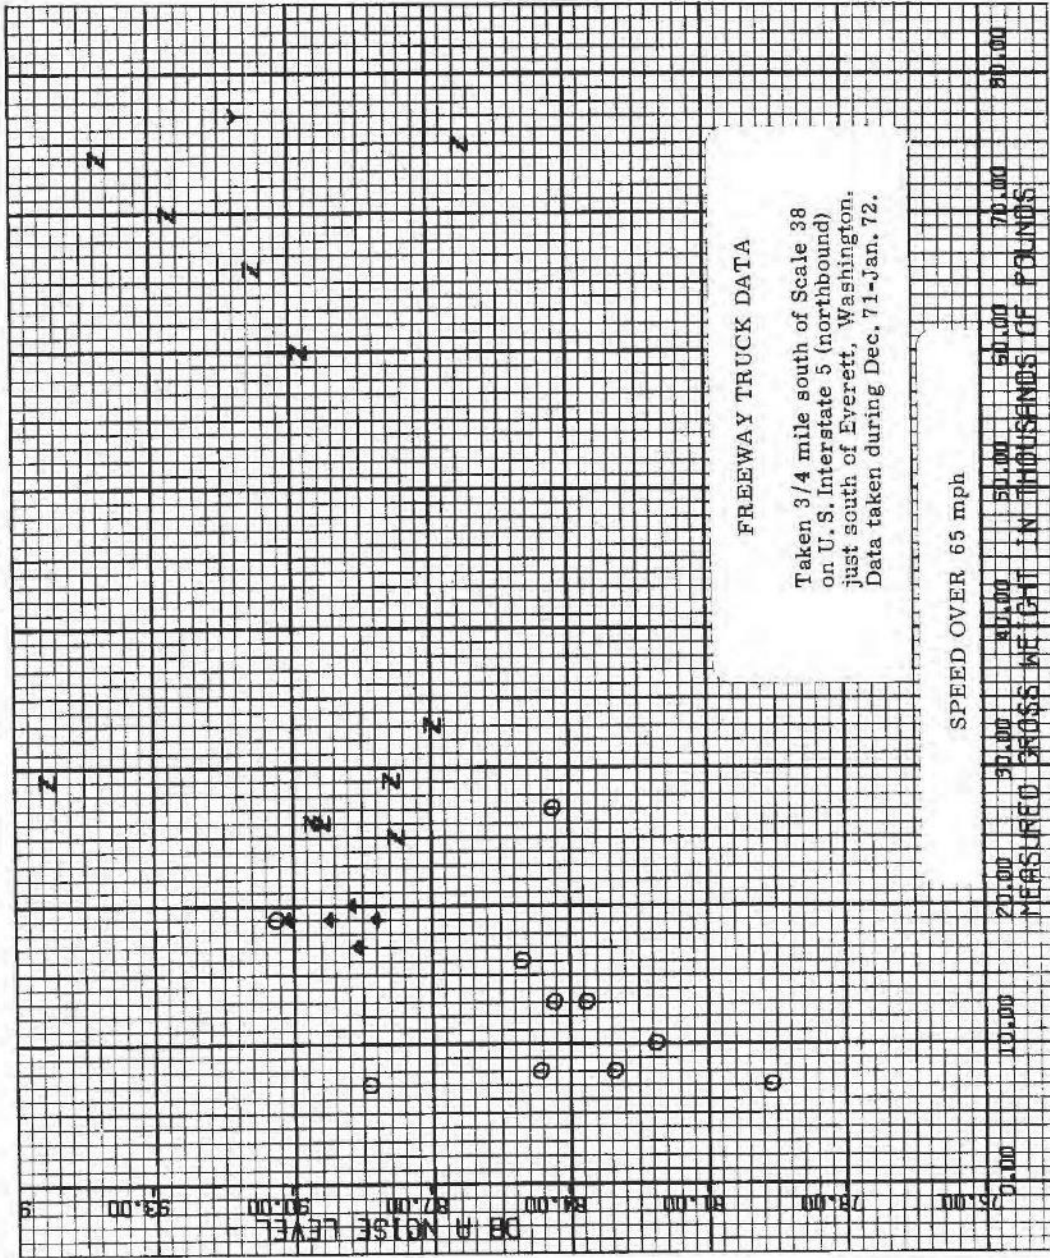 DB A NOISE LEVEL
9
93.00
90.00
87.00
84.00
81.00
78.00
75.00
FREEWAY TRUCK DATA
Taken 3/4 mile south of Scale 38
on U. S. Interstate 5 (northbound)
just south of Everett, Washington.
Data taken during Dec. 71-Jan. 72.
SPEED OVER 65 mph
0.00 10.00 20.00 30.00 40.00 50.00 60.00 70.00 80.00
MEASURED GROSS WEIGHT IN THOUSANDS OF POUNDS